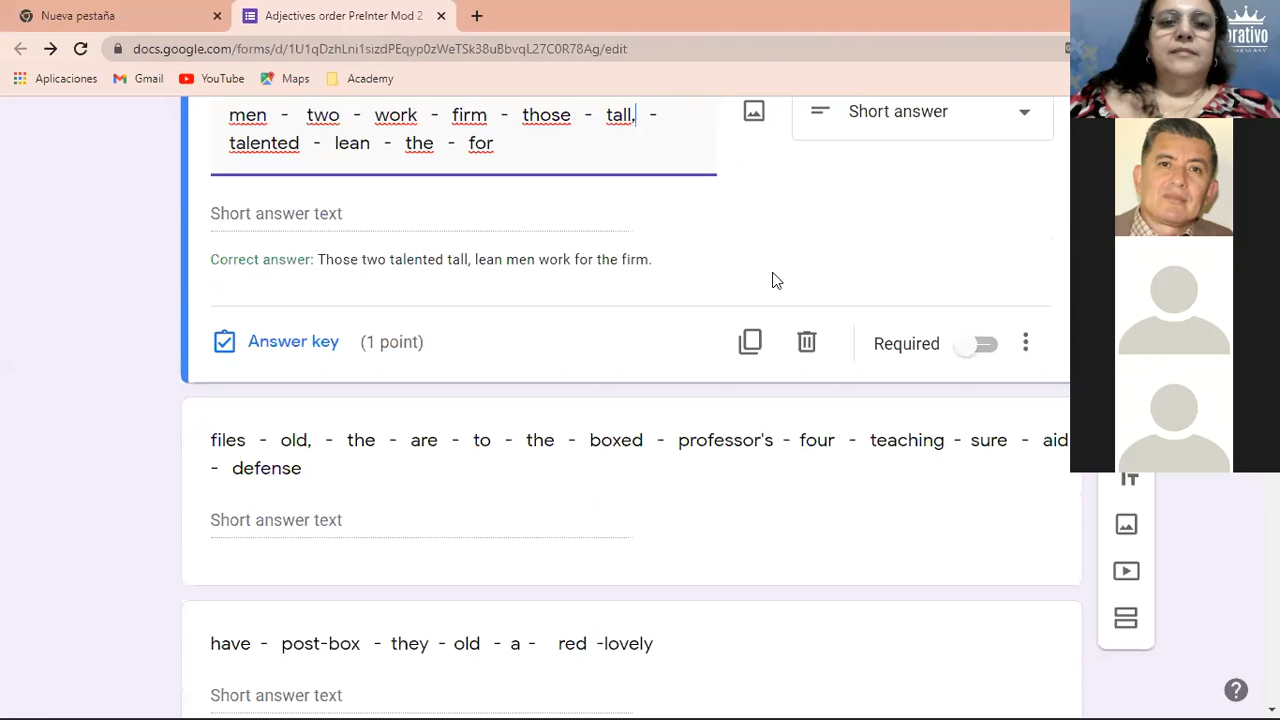 Nueva pestaña
Adjectives order PreInter Mod 2
docs.google.com/forms/d/1U1qDzhLni1sizdPEqyp0zWeTSk38uBbvqL27C0R78Ag/edit
Aplicaciones
Gmail
YouTube
Maps
Academy
orativo
men - two - work - firm - those - tall, -
talented - lean - the - for
Short answer
Short answer text
Correct answer: Those two talented tall, lean men work for the firm.
Answer key (1 point)
Required
files - old, - the - are - to - the - boxed - professor's - four - teaching - sure - aid
- defense
Short answer text
have - post-box - they - old - a - red -lovely
Short answer text